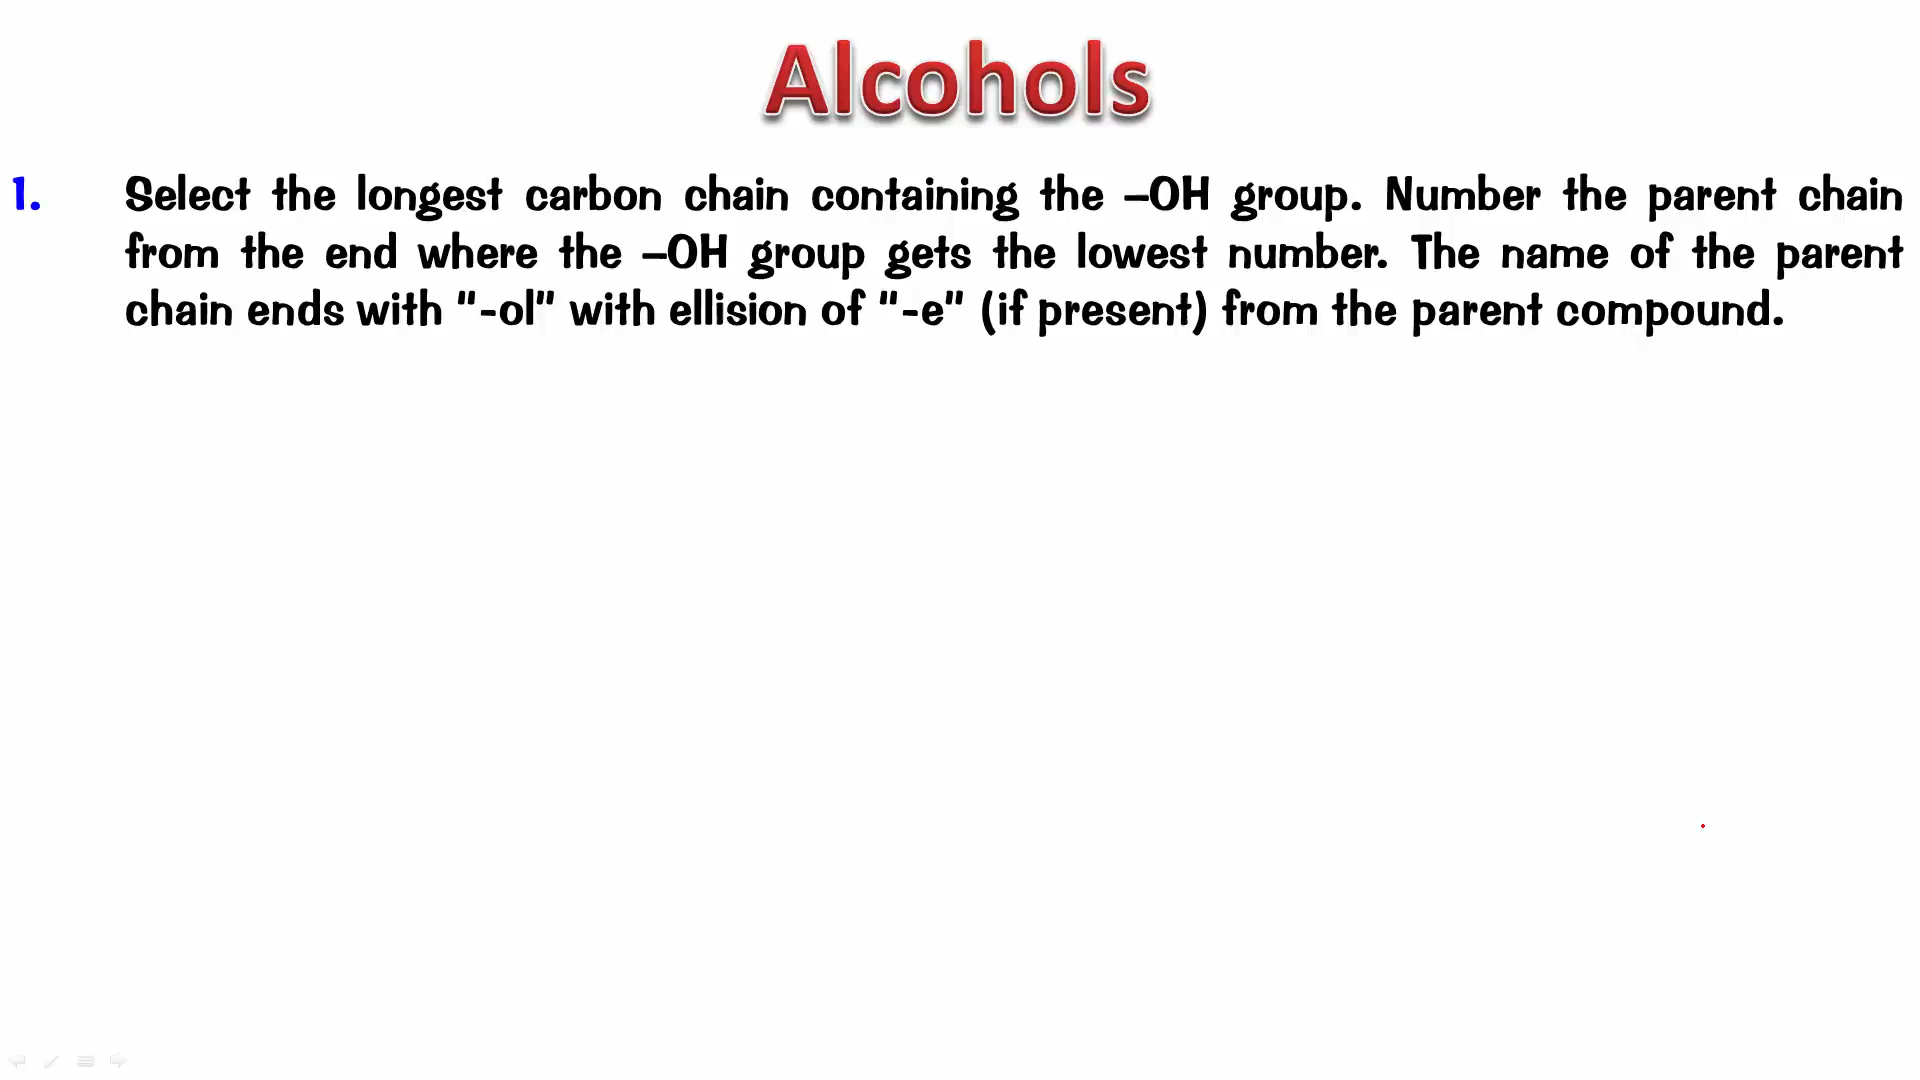 Alcohols
1. Select the longest carbon chain containing the –OH group. Number the parent chain
from the end where the –OH group gets the lowest number. The name of the parent
chain ends with "-ol" with ellision of "-e" (if present) from the parent compound.